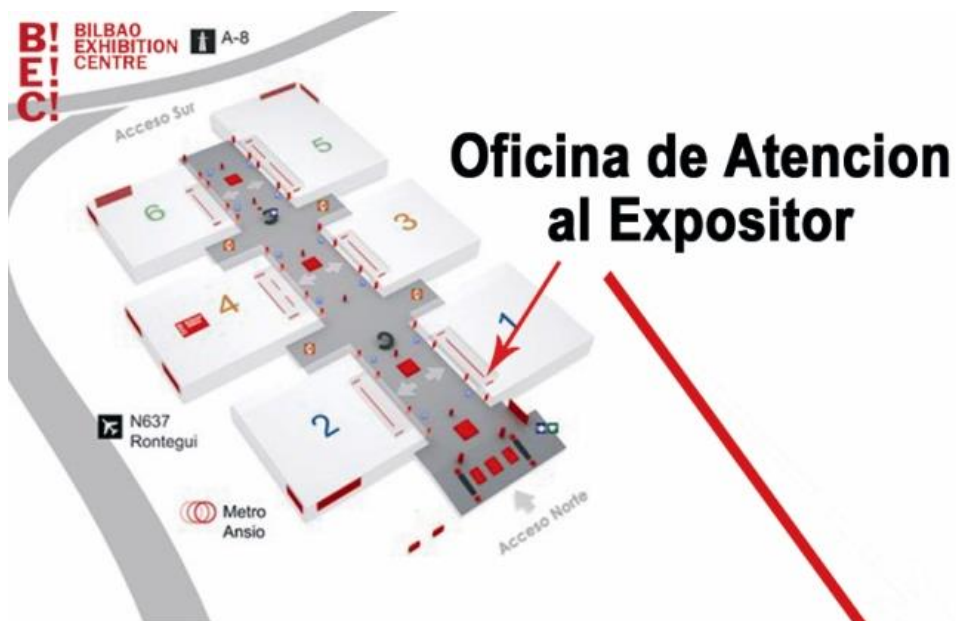 B!
E!
C!
BILBAO
EXHIBITION
CENTRE
A-8
Acceso Sur
5
Oficina de Atencion
al Expositor
6
3
4
1
2
N637
Rontegui
Metro
Ansio
Acceso Norte